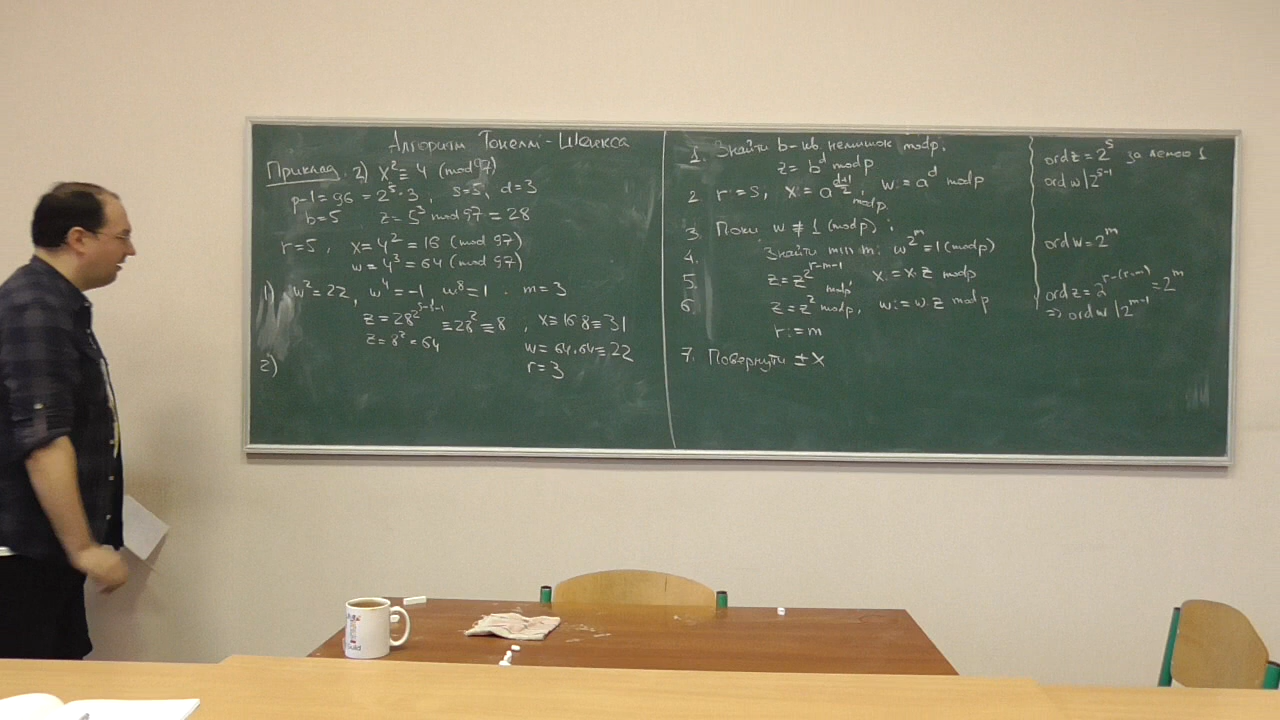 Алгоритм Тонеллі-Шенкса
Приклад. 2) x² ≡ 4 (mod 97)
p-1=96 = 2⁵·3, s=5, d=3
b=5 z=5³ mod 97 = 28
r=5, x=4² = 16 (mod 97)
w=4³ = 64 (mod 97)
1) w²=22, w⁴=-1 w⁸=1. m=3
z=28^{2^{5-3-1}} ≡28² ≡ 8, x≡16·8≡31
z=8²=64 w=64·64=22
r=3
2)
1. Знайти b-кв. нелишок mod p:
z=b^d mod p
2. r:=s, x:=a^{\frac{d+1}{2}} mod p, w:=a^d mod p
3. Поки w≢1 (mod p):
4. Знайти min m: w^{2^m}=1 (mod p)
5. z=z^{2^{r-m-1}} mod p, x:=x·z mod p
6. z=z² mod p, w:=w·z mod p
r:=m
7. Повернути ±x
ord z=2^s за лемою 1
ord w|2^{s-1}
ord w=2^m
ord z=2^{r-(r-m)}=2^m
⇒ ord w|2^{m-1}